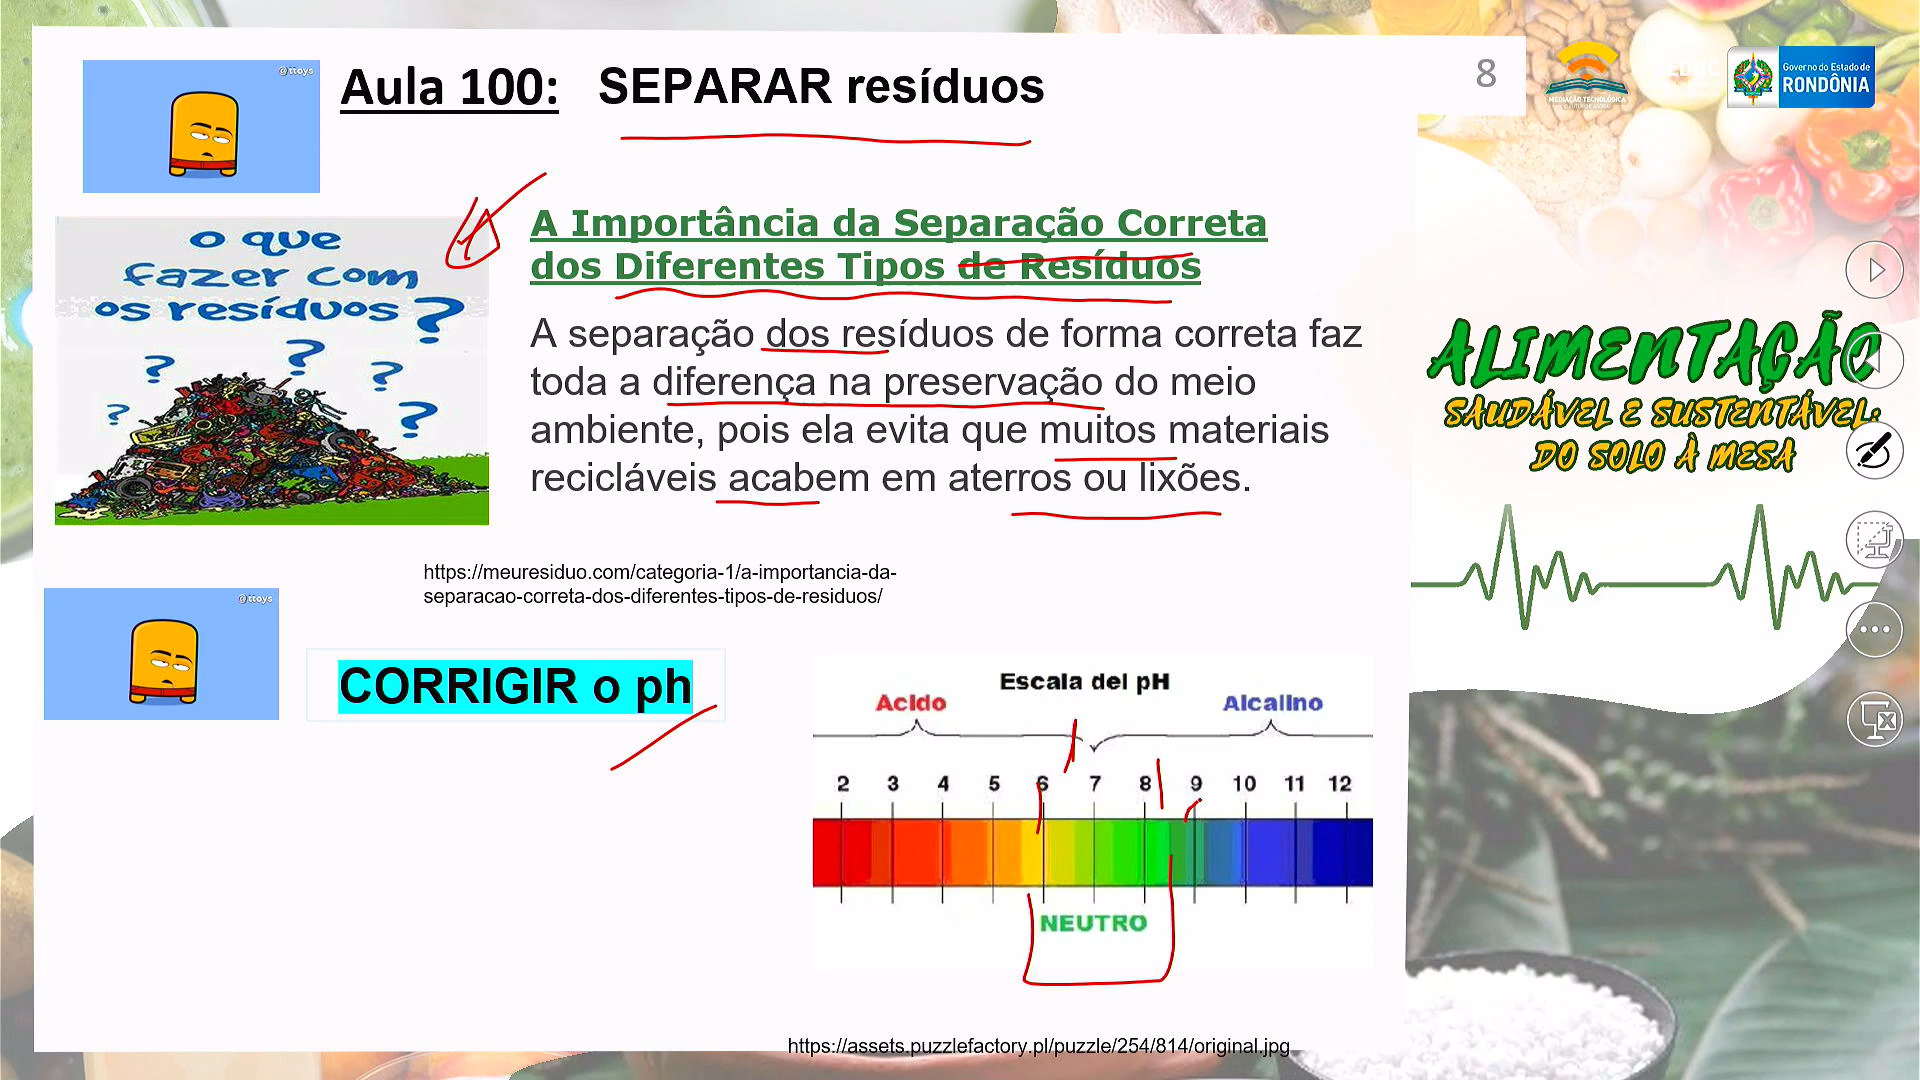 @ttoys
Aula 100: SEPARAR resíduos
8
MEDIAÇÃO TECNOLÓGICA
Governo do Estado de
RONDÔNIA
o que
fazer com
os resíduos?
? ? ?
? ?
A Importância da Separação Correta
dos Diferentes Tipos de Resíduos
A separação dos resíduos de forma correta faz
toda a diferença na preservação do meio
ambiente, pois ela evita que muitos materiais
recicláveis acabem em aterros ou lixões.
ALIMENTAÇÃO
SAUDÁVEL E SUSTENTÁVEL:
DO SOLO À MESA
https://meuresiduo.com/categoria-1/a-importancia-da-
separacao-correta-dos-diferentes-tipos-de-residuos/
@ttoys
CORRIGIR o ph
Escala del pH
Acido
Alcalino
2 3 4 5 6 7 8 9 10 11 12
NEUTRO
https://assets.puzzlefactory.pl/puzzle/254/814/original.jpg